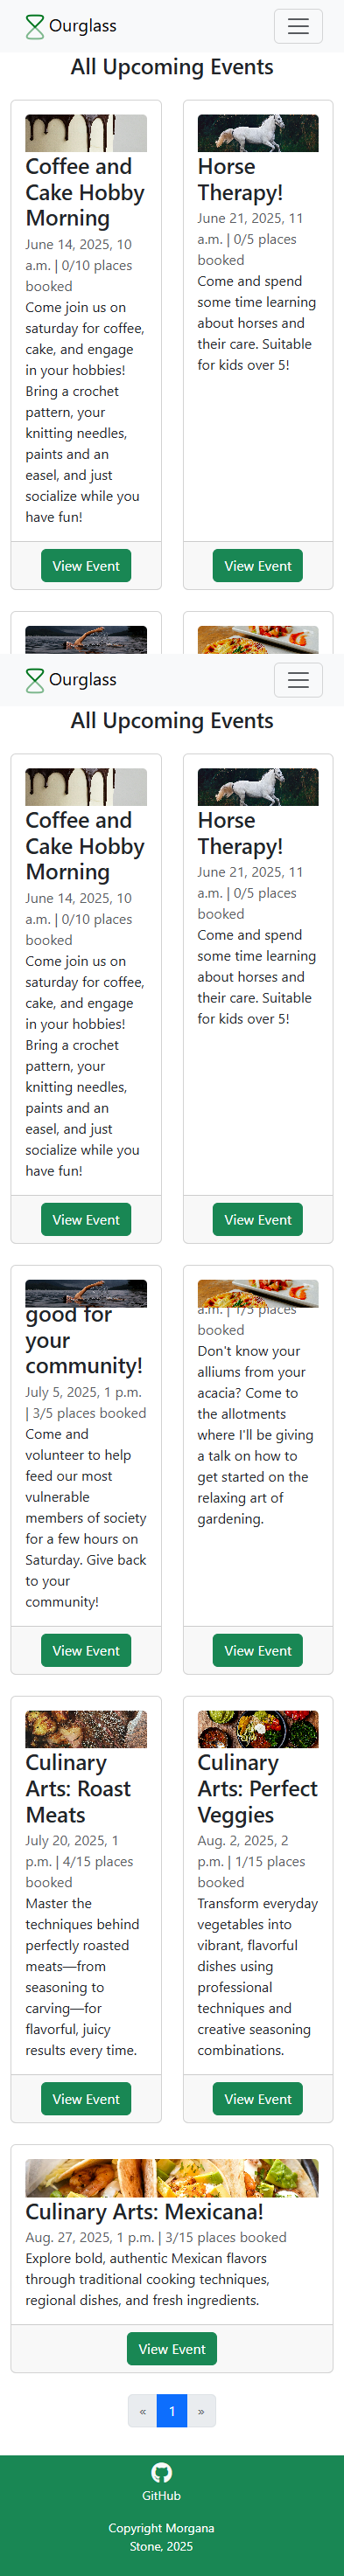 Ourglass
All Upcoming Events
Coffee and
Cake Hobby
Morning
June 14, 2025, 10
a.m. | 0/10 places
booked
Come join us on
saturday for coffee,
cake, and engage
in your hobbies!
Bring a crochet
pattern, your
knitting needles,
paints and an
easel, and just
socialize while you
have fun!
View Event
Horse
Therapy!
June 21, 2025, 11
a.m. | 0/5 places
booked
Come and spend
some time learning
about horses and
their care. Suitable
for kids over 5!
View Event
Ourglass
All Upcoming Events
Coffee and
Cake Hobby
Morning
June 14, 2025, 10
a.m. | 0/10 places
booked
Come join us on
saturday for coffee,
cake, and engage
in your hobbies!
Bring a crochet
pattern, your
knitting needles,
paints and an
easel, and just
socialize while you
have fun!
View Event
Horse
Therapy!
June 21, 2025, 11
a.m. | 0/5 places
booked
Come and spend
some time learning
about horses and
their care. Suitable
for kids over 5!
View Event
good for
your
community!
July 5, 2025, 1 p.m.
| 3/5 places booked
Come and
volunteer to help
feed our most
vulnerable
members of society
for a few hours on
Saturday. Give back
to your
community!
View Event
a.m. | 1/5 places
booked
Don't know your
alliums from your
acacia? Come to
the allotments
where I'll be giving
a talk on how to
get started on the
relaxing art of
gardening.
View Event
Culinary
Arts: Roast
Meats
July 20, 2025, 1
p.m. | 4/15 places
booked
Master the
techniques behind
perfectly roasted
meats—from
seasoning to
carving—for
flavorful, juicy
results every time.
View Event
Culinary
Arts: Perfect
Veggies
Aug. 2, 2025, 2
p.m. | 1/15 places
booked
Transform everyday
vegetables into
vibrant, flavorful
dishes using
professional
techniques and
creative seasoning
combinations.
View Event
Culinary Arts: Mexicana!
Aug. 27, 2025, 1 p.m. | 3/15 places booked
Explore bold, authentic Mexican flavors
through traditional cooking techniques,
regional dishes, and fresh ingredients.
View Event
« 1 »
GitHub
Copyright Morgana
Stone, 2025